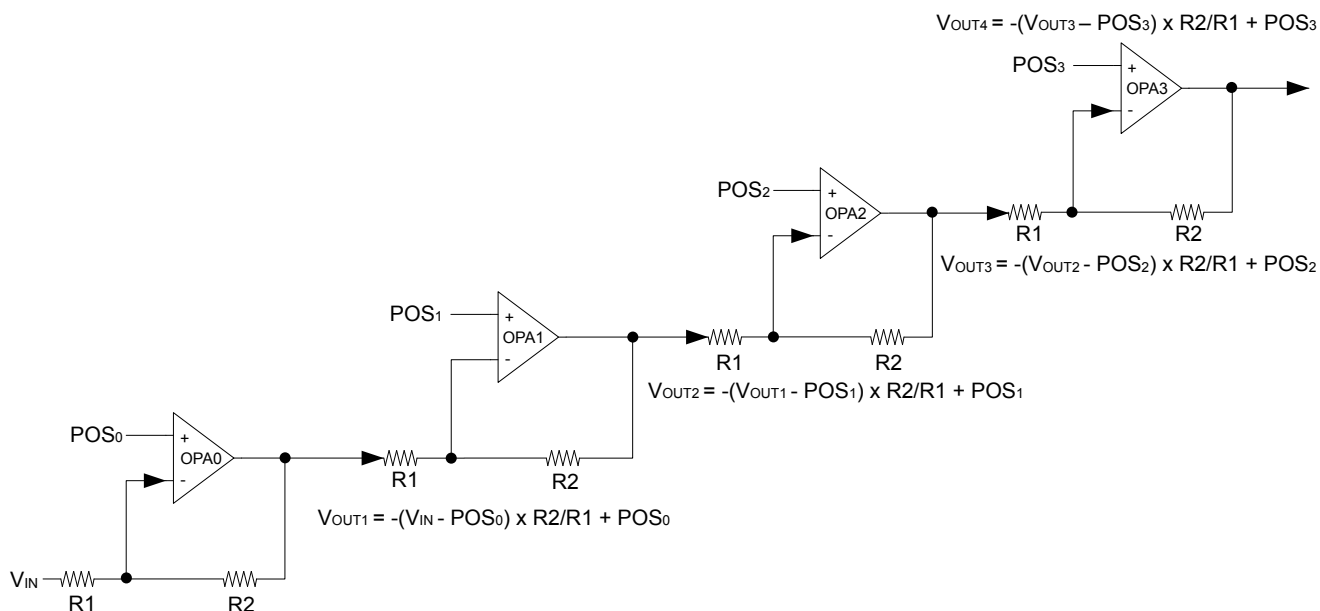 VOUT4 = -(VOUT3 – POS3) x R2/R1 + POS3
POS3
+
OPA3
-
POS2
+
OPA2
-
R1
R2
VOUT3 = -(VOUT2 - POS2) x R2/R1 + POS2
POS1
+
OPA1
-
R1
R2
VOUT2 = -(VOUT1 - POS1) x R2/R1 + POS1
POS0
+
OPA0
-
R1
R2
VOUT1 = -(VIN - POS0) x R2/R1 + POS0
VIN
R1
R2